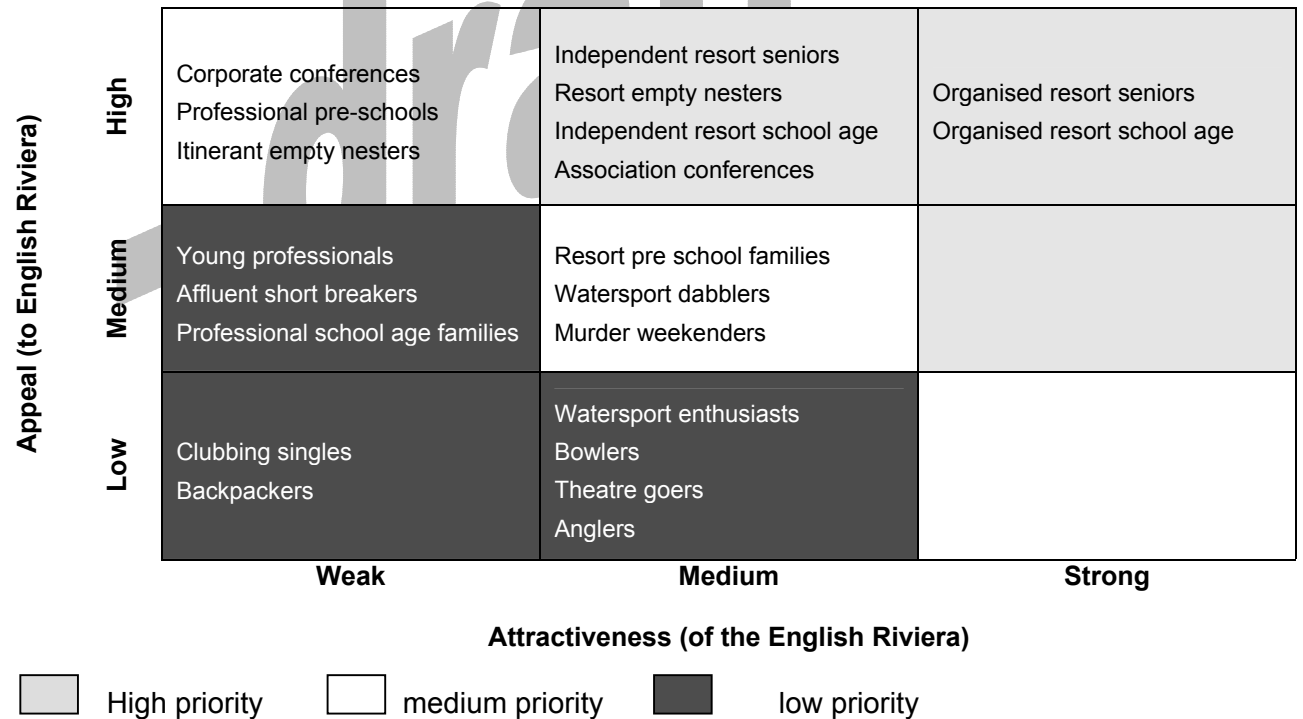 draft
Appeal (to English Riviera)
High
Corporate conferences
Professional pre-schools
Itinerant empty nesters
Independent resort seniors
Resort empty nesters
Independent resort school age
Association conferences
Organised resort seniors
Organised resort school age
Medium
Young professionals
Affluent short breakers
Professional school age families
Resort pre school families
Watersport dabblers
Murder weekenders
Low
Clubbing singles
Backpackers
Watersport enthusiasts
Bowlers
Theatre goers
Anglers
Weak
Medium
Strong
Attractiveness (of the English Riviera)
High priority
medium priority
low priority